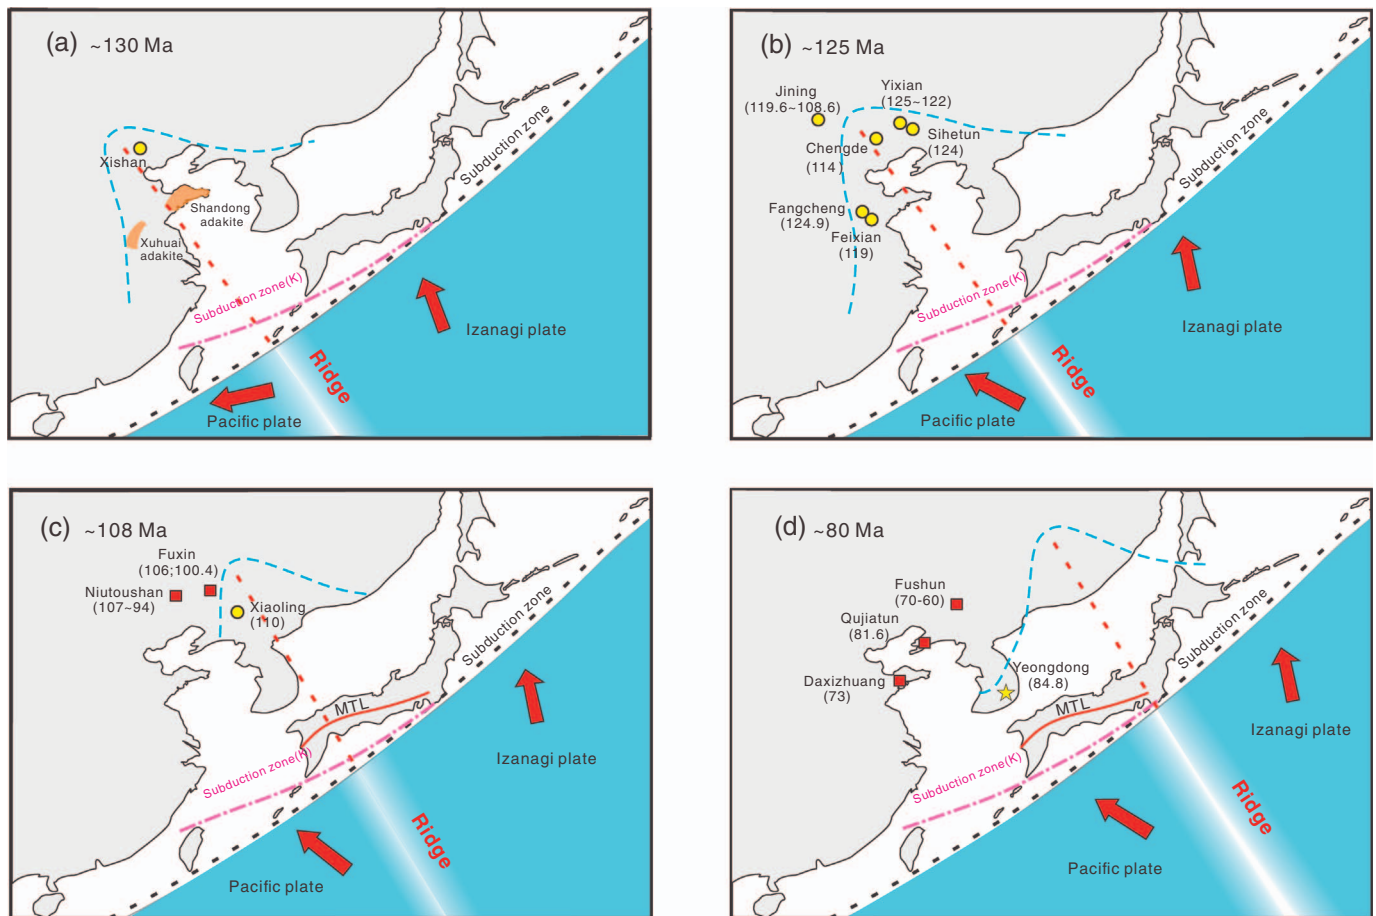 (a) ~130 Ma
Xishan
Shandong
adakite
Xuhuai
adakite
Subduction zone
Subduction zone(K)
Izanagi plate
Ridge
Pacific plate
(b) ~125 Ma
Jining
(119.6~108.6)
Yixian
(125~122)
Sihetun
(124)
Chengde
(114)
Fangcheng
(124.9)
Feixian
(119)
Subduction zone
Subduction zone(K)
Izanagi plate
Ridge
Pacific plate
(c) ~108 Ma
Fuxin
(106;100.4)
Niutoushan
(107~94)
Xiaoling
(110)
Subduction zone
MTL
Subduction zone(K)
Izanagi plate
Ridge
Pacific plate
(d) ~80 Ma
Fushun
(70-60)
Qujiatun
(81.6)
Daxizhuang
(73)
Yeongdong
(84.8)
Subduction zone
MTL
Subduction zone(K)
Izanagi plate
Ridge
Pacific plate